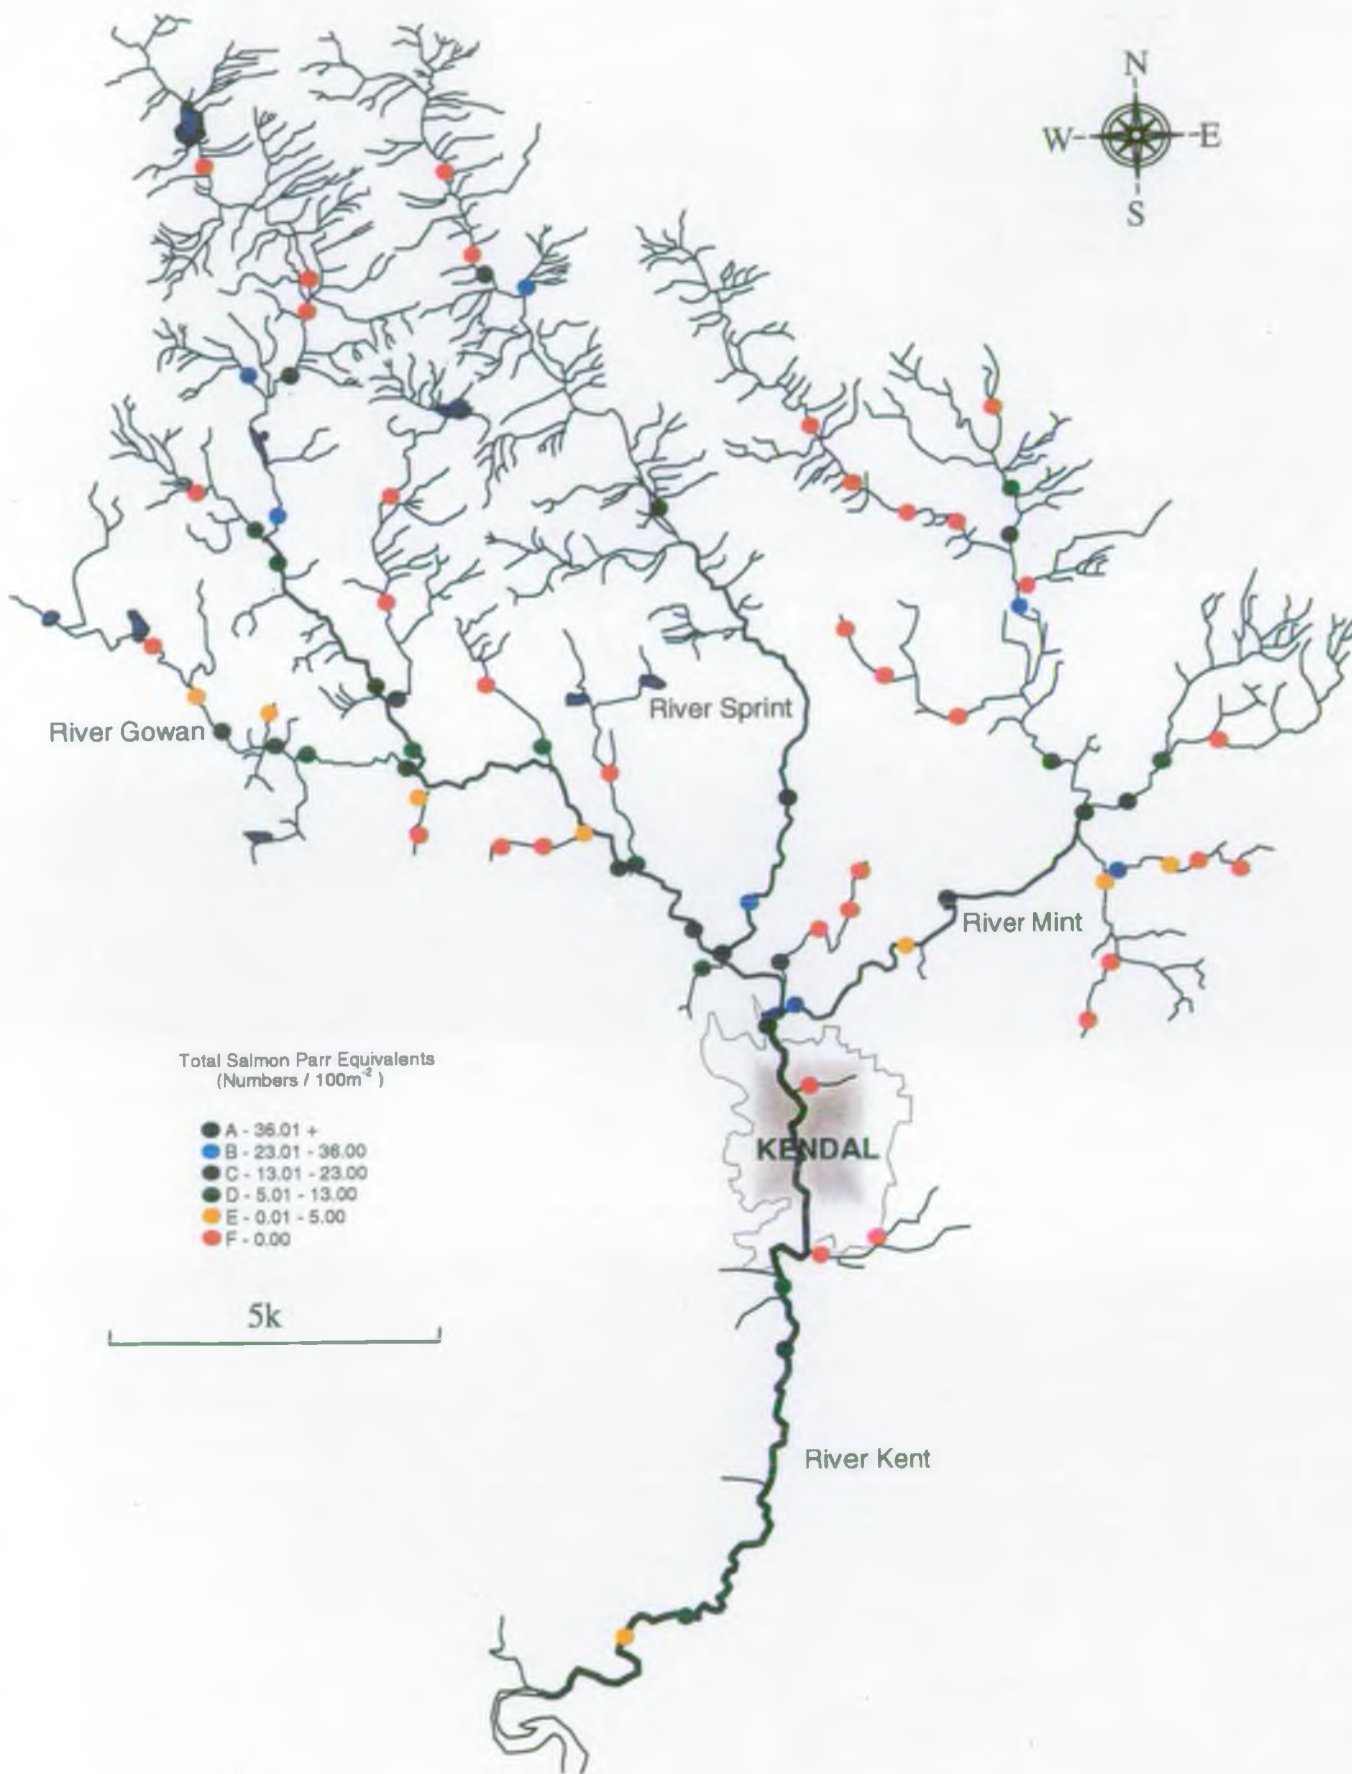 N
W
E
S
River Sprint
River Gowan
River Mint
Total Salmon Parr Equivalents
(Numbers / 100m⁻²)
A - 36.01 +
B - 23.01 - 36.00
C - 13.01 - 23.00
D - 5.01 - 13.00
E - 0.01 - 5.00
F - 0.00
KENDAL
5k
River Kent